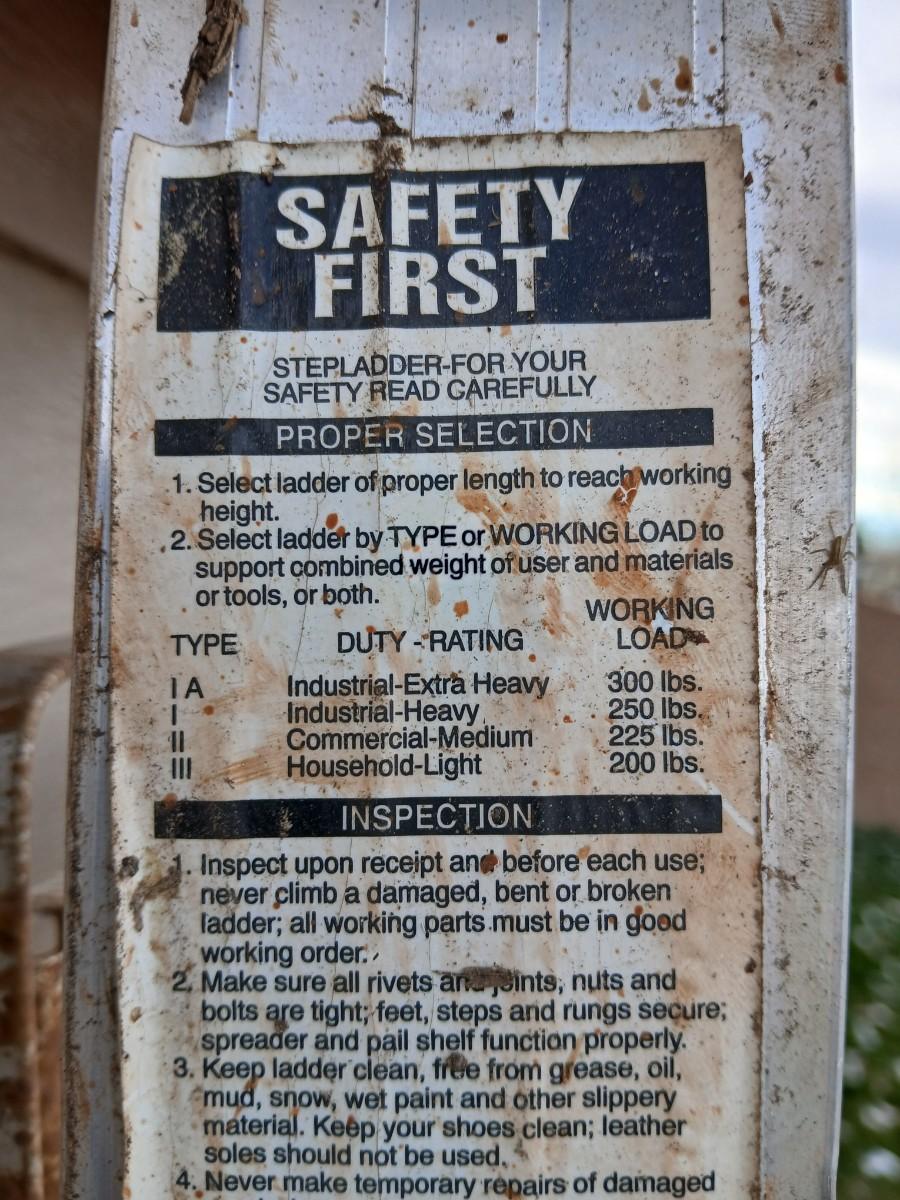 SAFETY
FIRST
STEPLADDER-FOR YOUR
SAFETY READ CAREFULLY
PROPER SELECTION
1. Select ladder of proper length to reach working
height.
2. Select ladder by TYPE or WORKING LOAD to
support combined weight of user and materials
or tools, or both.
TYPE DUTY - RATING WORKING LOAD
I A Industrial-Extra Heavy 300 lbs.
I Industrial-Heavy 250 lbs.
II Commercial-Medium 225 lbs.
III Household-Light 200 lbs.
INSPECTION
1. Inspect upon receipt and before each use;
never climb a damaged, bent or broken
ladder; all working parts must be in good
working order.
2. Make sure all rivets and joints, nuts and
bolts are tight; feet, steps and rungs secure;
spreader and pail shelf function properly.
3. Keep ladder clean, free from grease, oil,
mud, snow, wet paint and other slippery
material. Keep your shoes clean; leather
soles should not be used.
4. Never make temporary repairs of damaged